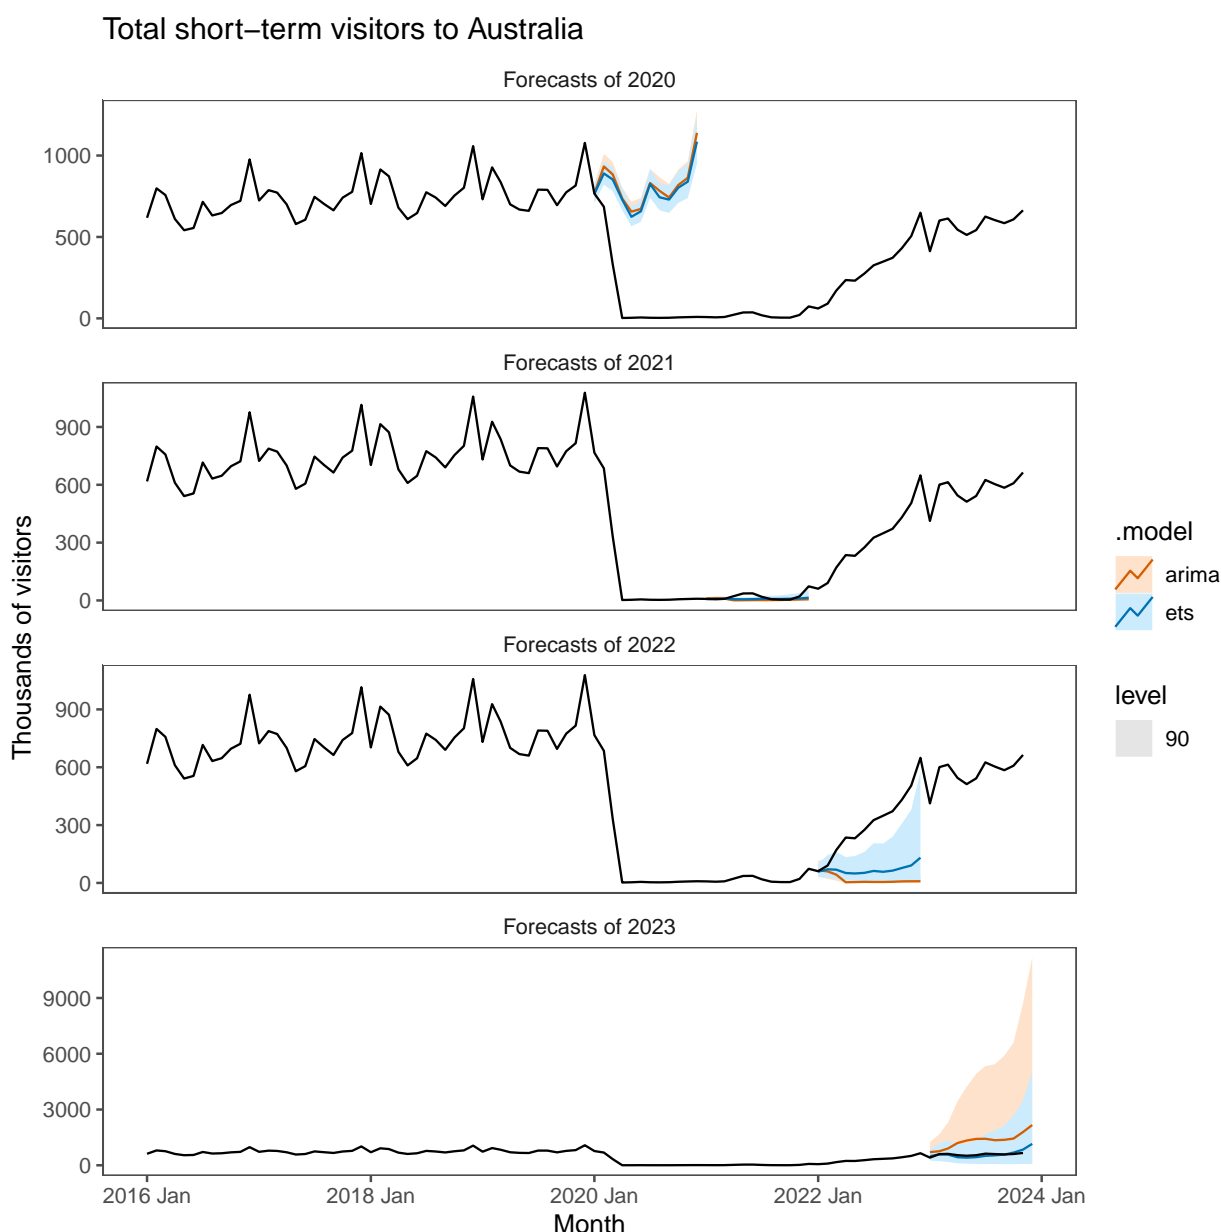 Total short−term visitors to Australia
Forecasts of 2020
1000
500
0
Forecasts of 2021
900
600
300
0
Forecasts of 2022
900
600
300
0
Forecasts of 2023
9000
6000
3000
0
2016 Jan 2018 Jan 2020 Jan 2022 Jan 2024 Jan
Month
Thousands of visitors
.model
arima
ets
level
90